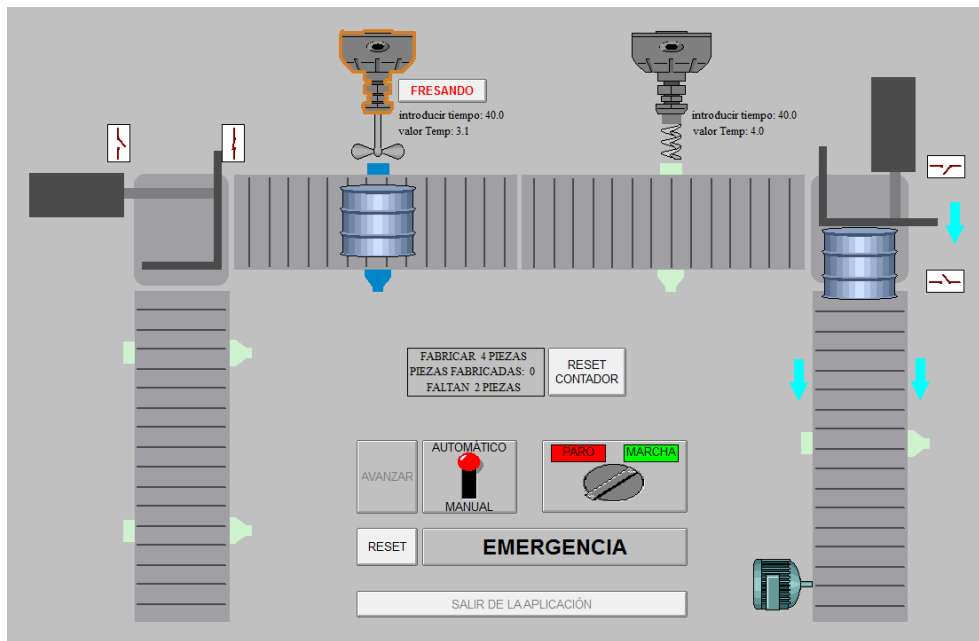 FRESANDO
introducir tiempo: 40.0
valor Temp: 3.1
introducir tiempo: 40.0
valor Temp: 4.0
FABRICAR 4 PIEZAS
PIEZAS FABRICADAS: 0
FALTAN 2 PIEZAS
RESET
CONTADOR
AVANZAR
AUTOMÁTICO
MANUAL
PARO
MARCHA
RESET
EMERGENCIA
SALIR DE LA APLICACIÓN